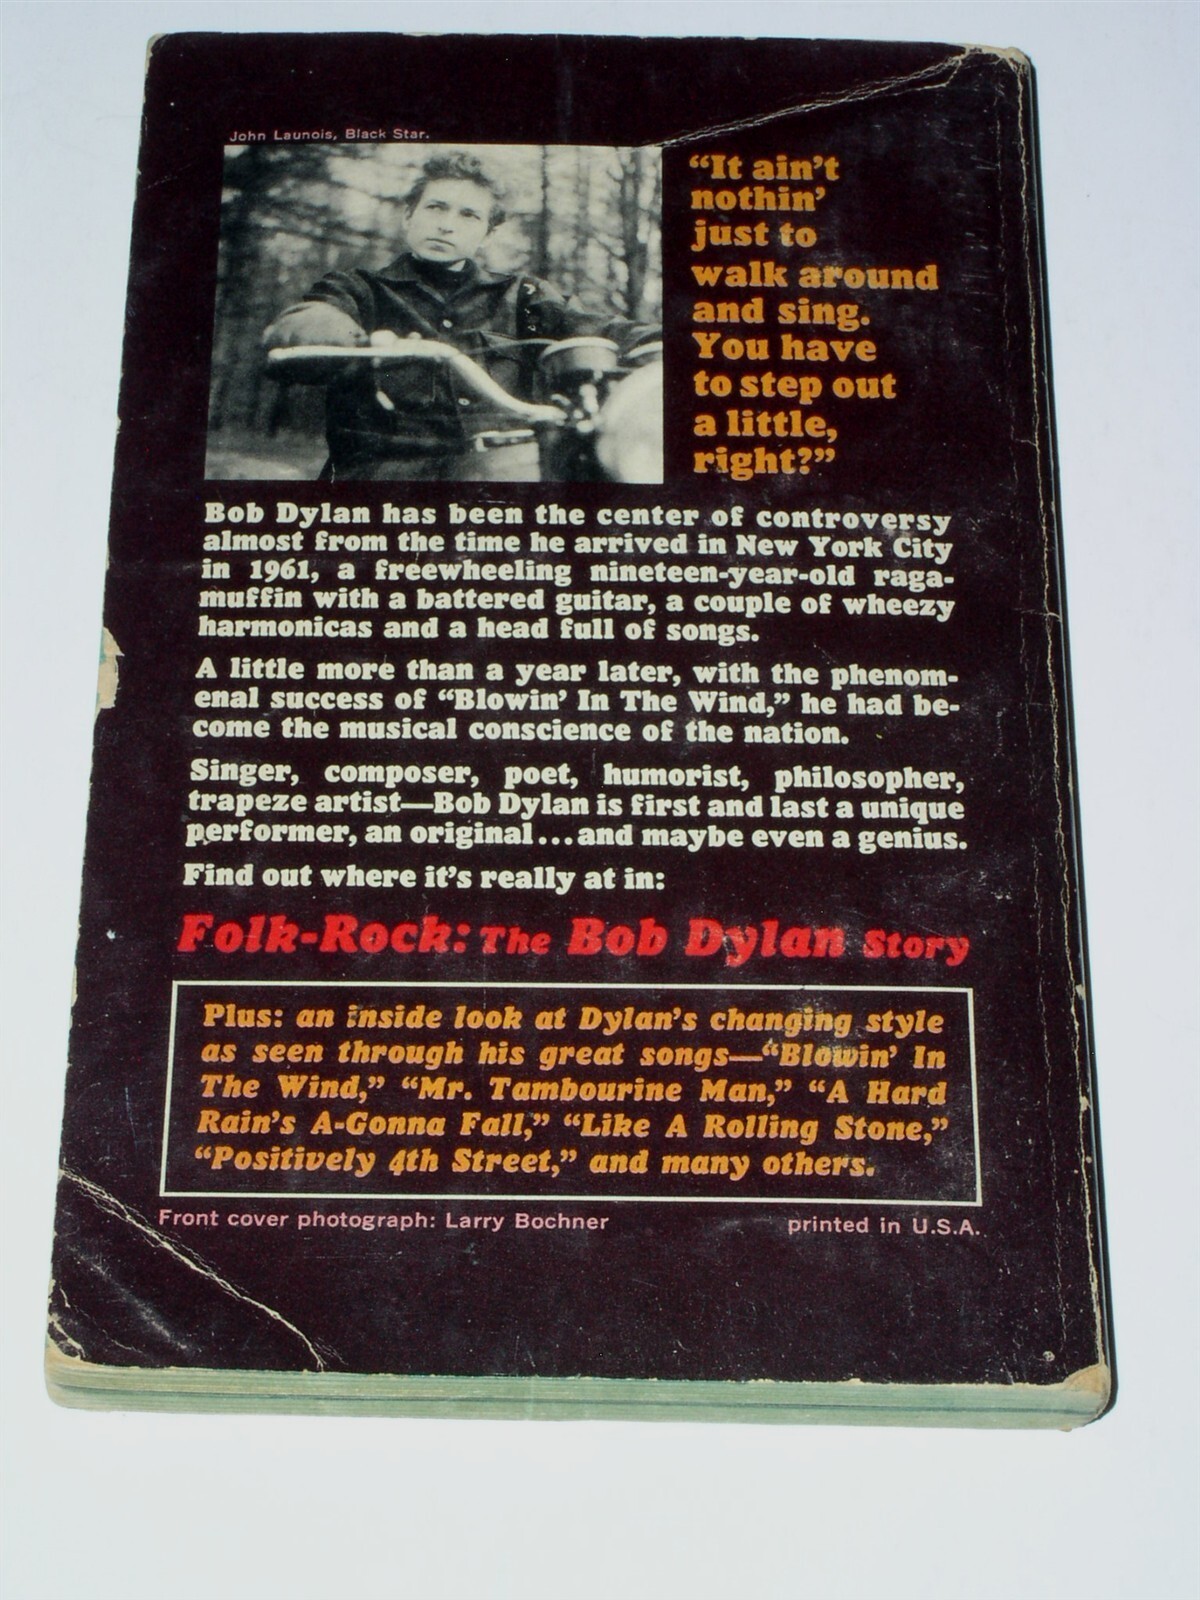 John Launois, Black Star.
“It ain’t
nothin’
just to
walk around
and sing.
You have
to step out
a little,
right?”
Bob Dylan has been the center of controversy
almost from the time he arrived in New York City
in 1961, a freewheeling nineteen-year-old raga-
muffin with a battered guitar, a couple of wheezy
harmonicas and a head full of songs.
A little more than a year later, with the phenom-
enal success of “Blowin’ In The Wind,” he had be-
come the musical conscience of the nation.
Singer, composer, poet, humorist, philosopher,
trapeze artist—Bob Dylan is first and last a unique
performer, an original...and maybe even a genius.
Find out where it’s really at in:
Folk-Rock: The Bob Dylan Story
Plus: an inside look at Dylan’s changing style
as seen through his great songs—“Blowin’ In
The Wind,” “Mr. Tambourine Man,” “A Hard
Rain’s A-Gonna Fall,” “Like A Rolling Stone,”
“Positively 4th Street,” and many others.
Front cover photograph: Larry Bochner printed in U.S.A.